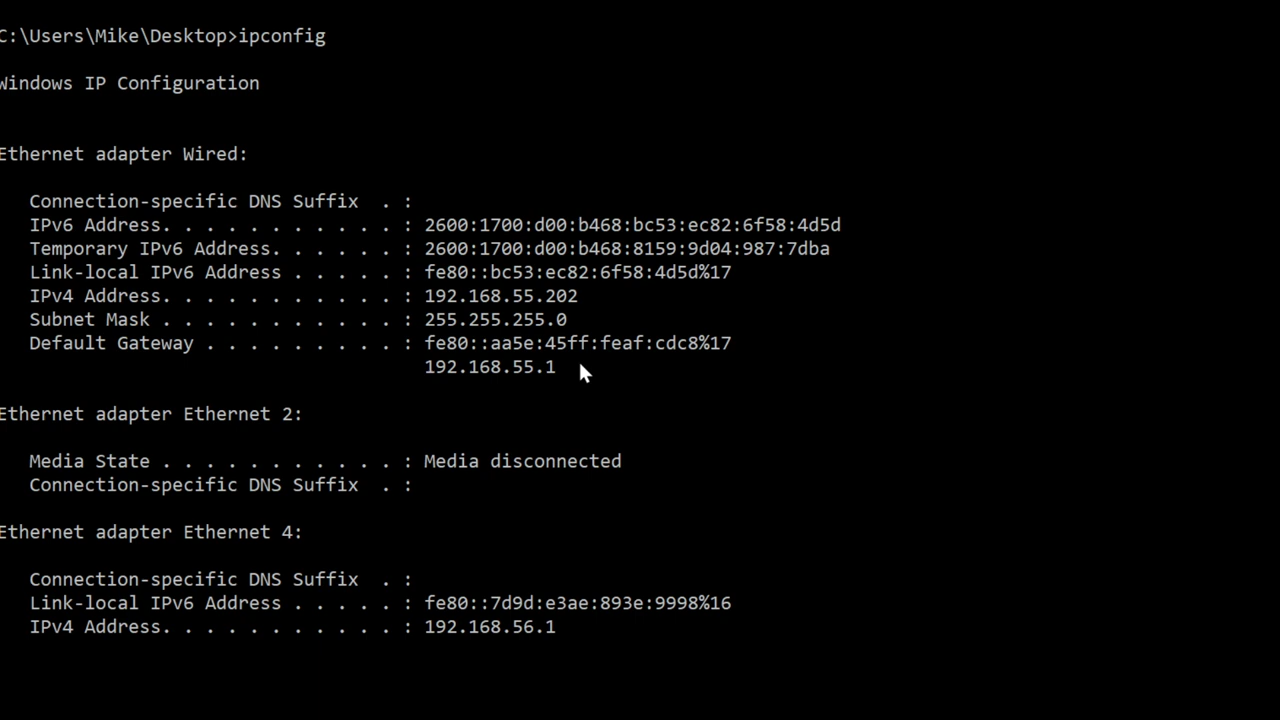 C:\Users\Mike\Desktop>ipconfig
Windows IP Configuration
Ethernet adapter Wired:
Connection-specific DNS Suffix  . :
IPv6 Address. . . . . . . . . . . : 2600:1700:d00:b468:bc53:ec82:6f58:4d5d
Temporary IPv6 Address. . . . . . : 2600:1700:d00:b468:8159:9d04:987:7dba
Link-local IPv6 Address . . . . . : fe80::bc53:ec82:6f58:4d5d%17
IPv4 Address. . . . . . . . . . . : 192.168.55.202
Subnet Mask . . . . . . . . . . . : 255.255.255.0
Default Gateway . . . . . . . . . : fe80::aa5e:45ff:feaf:cdc8%17
192.168.55.1
Ethernet adapter Ethernet 2:
Media State . . . . . . . . . . . : Media disconnected
Connection-specific DNS Suffix  . :
Ethernet adapter Ethernet 4:
Connection-specific DNS Suffix  . :
Link-local IPv6 Address . . . . . : fe80::7d9d:e3ae:893e:9998%16
IPv4 Address. . . . . . . . . . . : 192.168.56.1